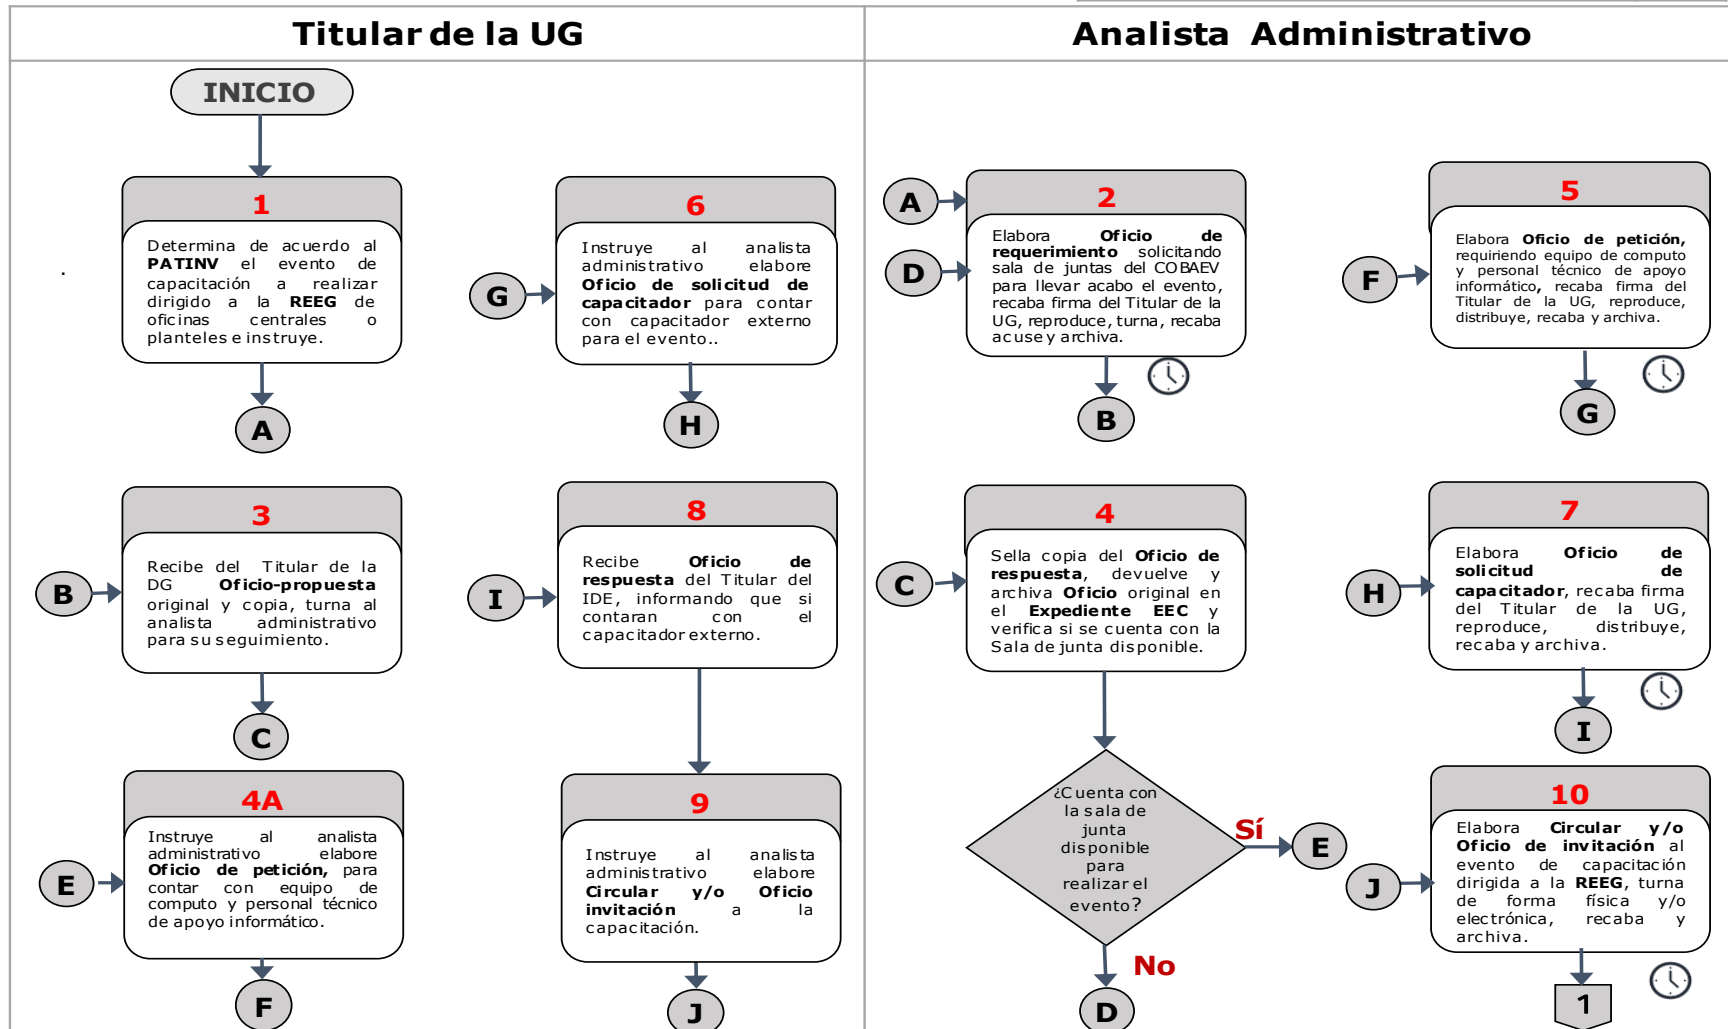 Titular de la UG
INICIO
1
Determina de acuerdo al
PATINV el evento de
capacitación a realizar
dirigido a la REEG de
oficinas centrales o
planteles e instruye.
A
6
G
Instruye al analista
administrativo elabore
Oficio de solicitud de
capacitador para contar
con capacitador externo
para el evento..
H
3
B
Recibe del Titular de la
DG Oficio-propuesta
original y copia, turna al
analista administrativo
para su seguimiento.
C
8
I
Recibe Oficio de
respuesta del Titular del
IDE, informando que si
contaran con el
capacitador externo.
4A
E
Instruye al analista
administrativo elabore
Oficio de petición, para
contar con equipo de
computo y personal técnico
de apoyo informático.
F
9
Instruye al analista
administrativo elabore
Circular y/o Oficio
invitación a la
capacitación.
J
Analista Administrativo
A
D
2
Elabora Oficio de
requerimiento solicitando
sala de juntas del COBAEV
para llevar acabo el evento,
recaba firma del Titular de la
UG, reproduce, turna, recaba
acuse y archiva.
B
5
F
Elabora Oficio de petición,
requiriendo equipo de computo
y personal técnico de apoyo
informático, recaba firma del
Titular de la UG, reproduce,
distribuye, recaba y archiva.
G
4
C
Sella copia del Oficio de
respuesta, devuelve y
archiva Oficio original en
el Expediente EEC y
verifica si se cuenta con la
Sala de junta disponible.
¿Cuenta con
la sala de
junta
disponible
para
realizar el
evento?
Sí
E
No
D
7
H
Elabora Oficio de
solicitud de
capacitador, recaba firma
del Titular de la UG,
reproduce, distribuye,
recaba y archiva.
I
10
J
Elabora Circular y/o
Oficio de invitación al
evento de capacitación
dirigida a la REEG, turna
de forma física y/o
electrónica, recaba y
archiva.
1